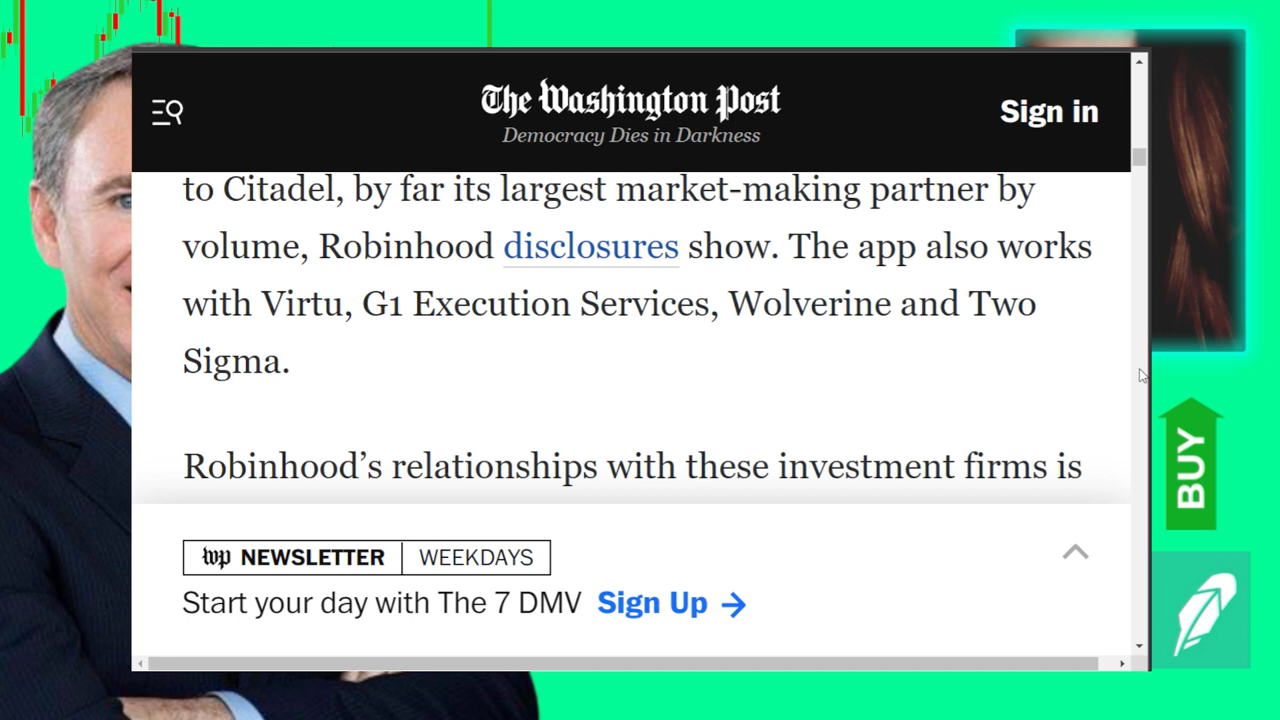 The Washington Post
Democracy Dies in Darkness
Sign in
to Citadel, by far its largest market-making partner by
volume, Robinhood disclosures show. The app also works
with Virtu, G1 Execution Services, Wolverine and Two
Sigma.
Robinhood’s relationships with these investment firms is
wp NEWSLETTER WEEKDAYS
Start your day with The 7 DMV Sign Up →
BUY